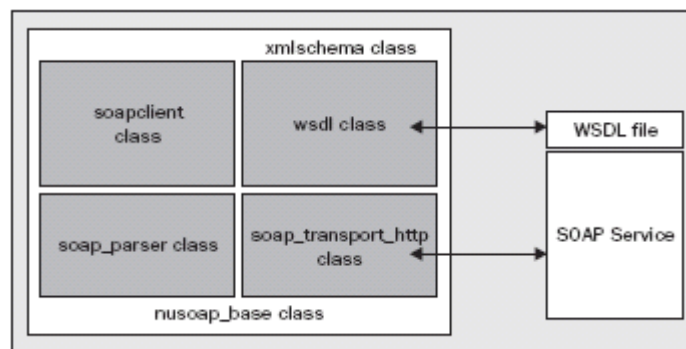 xmlschema class
soapclient
class
wsdl class
WSDL file
soap_parser class
soap_transport_http
class
SOAP Service
nusoap_base class